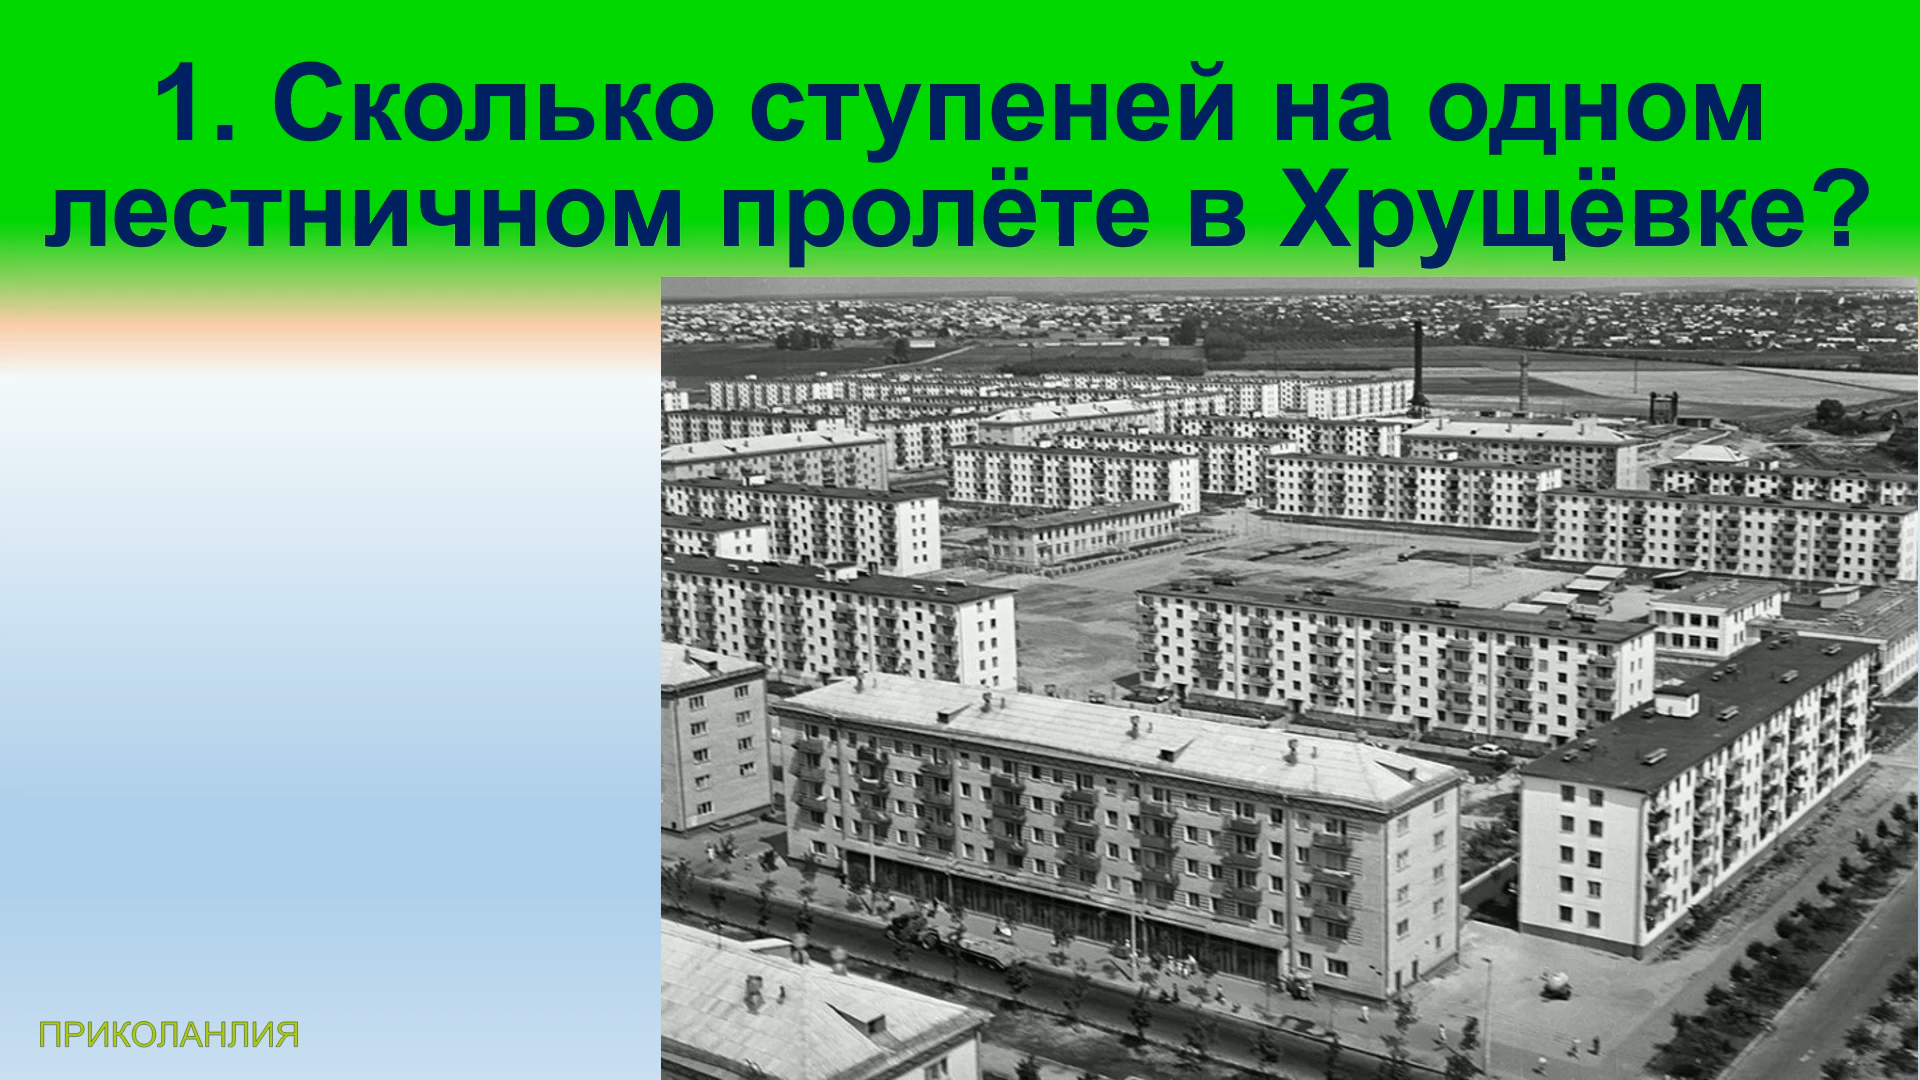 1. Сколько ступеней на одном
лестничном пролёте в Хрущёвке?
ПРИКОЛАНЛИЯ